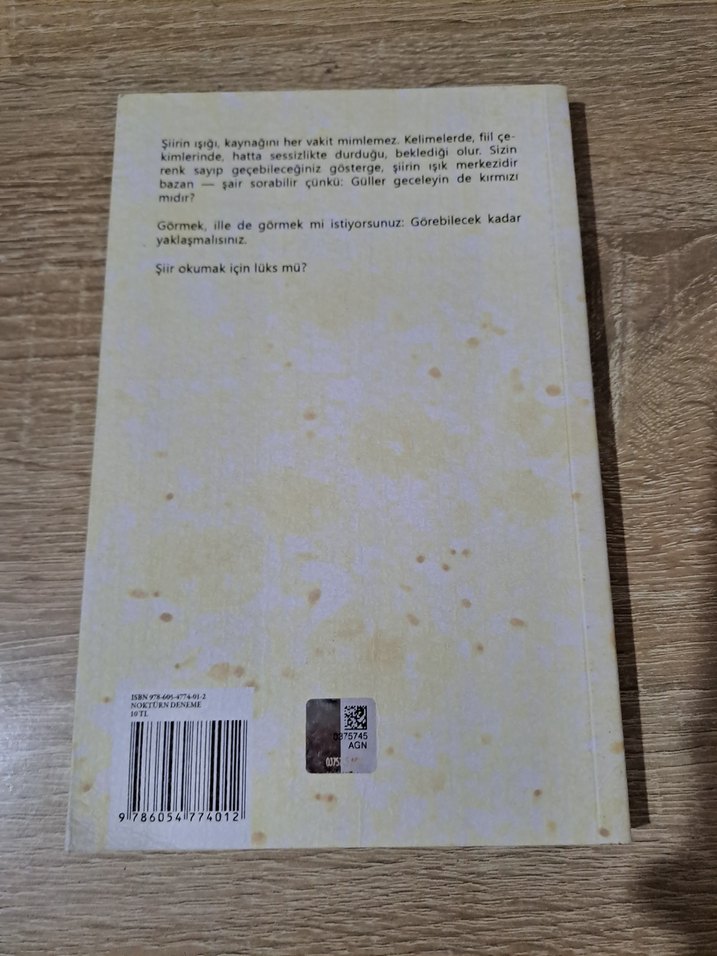 Şiirin ışığı, kaynağını her vakit mimlemez. Kelimelerde, fiil çe-
kimlerinde, hatta sessizlikte durduğu, beklediği olur. Sizin
renk sayıp geçebileceğiniz gösterge, şiirin ışık merkezidir
bazan — şair sorabilir çünkü: Güller geceleyin de kırmızı
mıdır?
Görmek, ille de görmek mi istiyorsunuz: Görebilecek kadar
yaklaşmalısınız.
Şiir okumak için lüks mü?
ISBN 978-605-4774-01-2
NOKTÜRN DENEME
10 TL
9 786054 774012
0375745
AGN